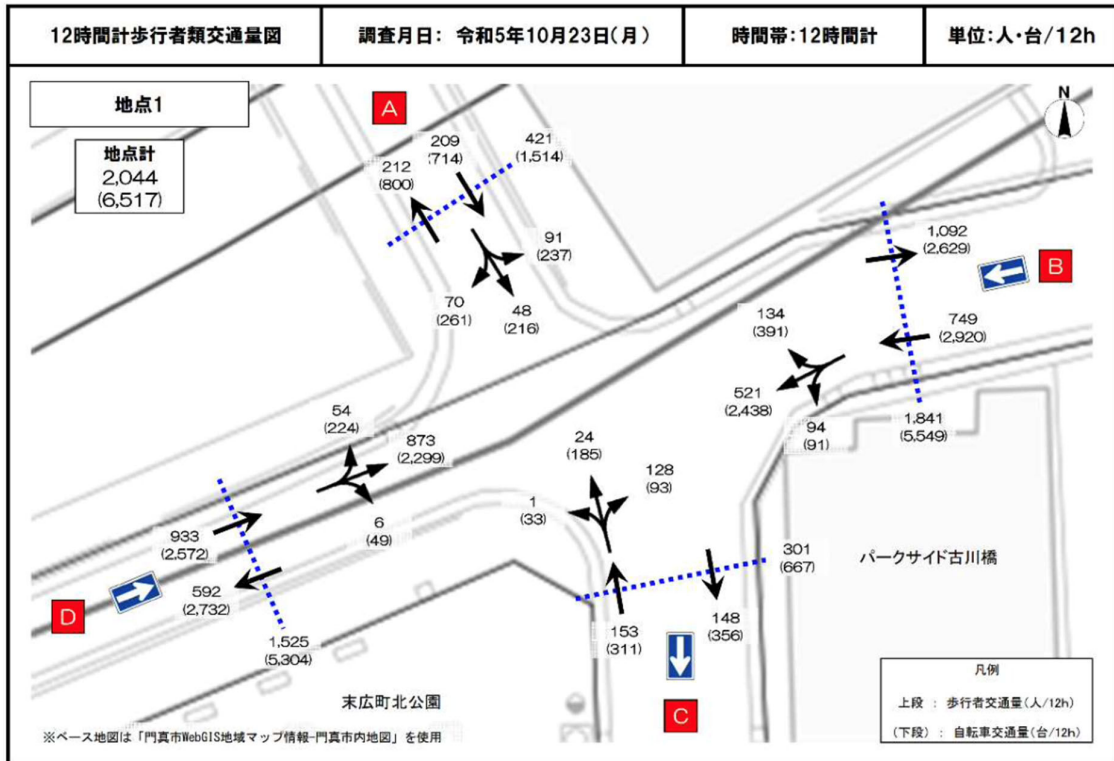 12時間計歩行者類交通量図
調査月日: 令和5年10月23日(月)
時間帯:12時間計
単位:人・台/12h
地点1
地点計
2,044
(6,517)
A
N
209
(714)
421
(1,514)
212
(800)
91
(237)
70
(261)
48
(216)
1,092
(2,629)
B
749
(2,920)
134
(391)
521
(2,438)
94
(91)
1,841
(5,549)
54
(224)
873
(2,299)
6
(49)
24
(185)
128
(93)
1
(33)
933
(2,572)
592
(2,732)
D
1,525
(5,304)
301
(667)
153
(311)
148
(356)
C
パークサイド古川橋
末広町北公園
凡例
上段 : 歩行者交通量(人/12h)
(下段) : 自転車交通量(台/12h)
※ベース地図は「門真市WebGIS地域マップ情報-門真市内地図」を使用